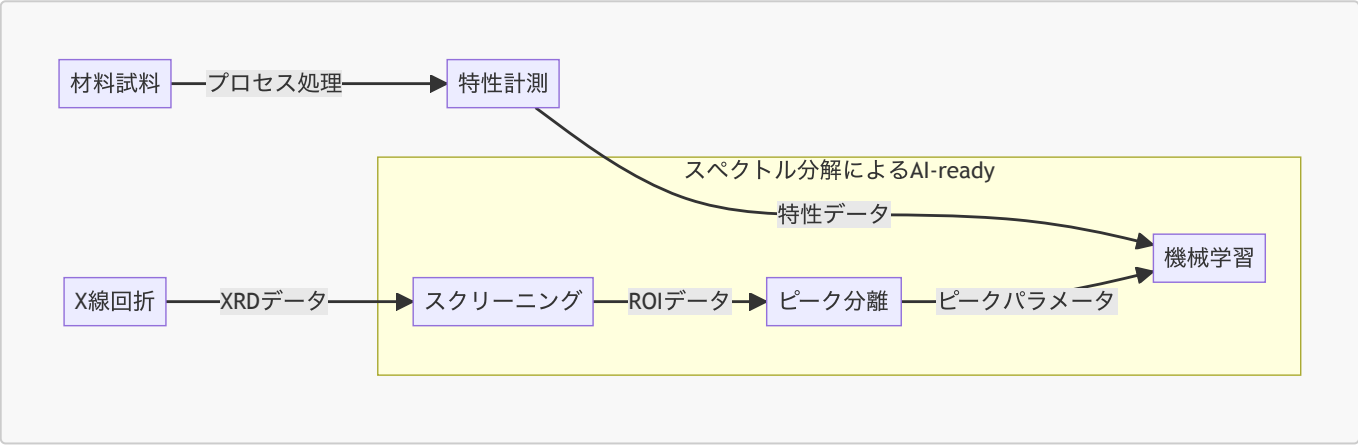 材料試料
プロセス処理
特性計測
スペクトル分解によるAI-ready
特性データ
機械学習
X線回折
XRDデータ
スクリーニング
ROIデータ
ピーク分離
ピークパラメータ